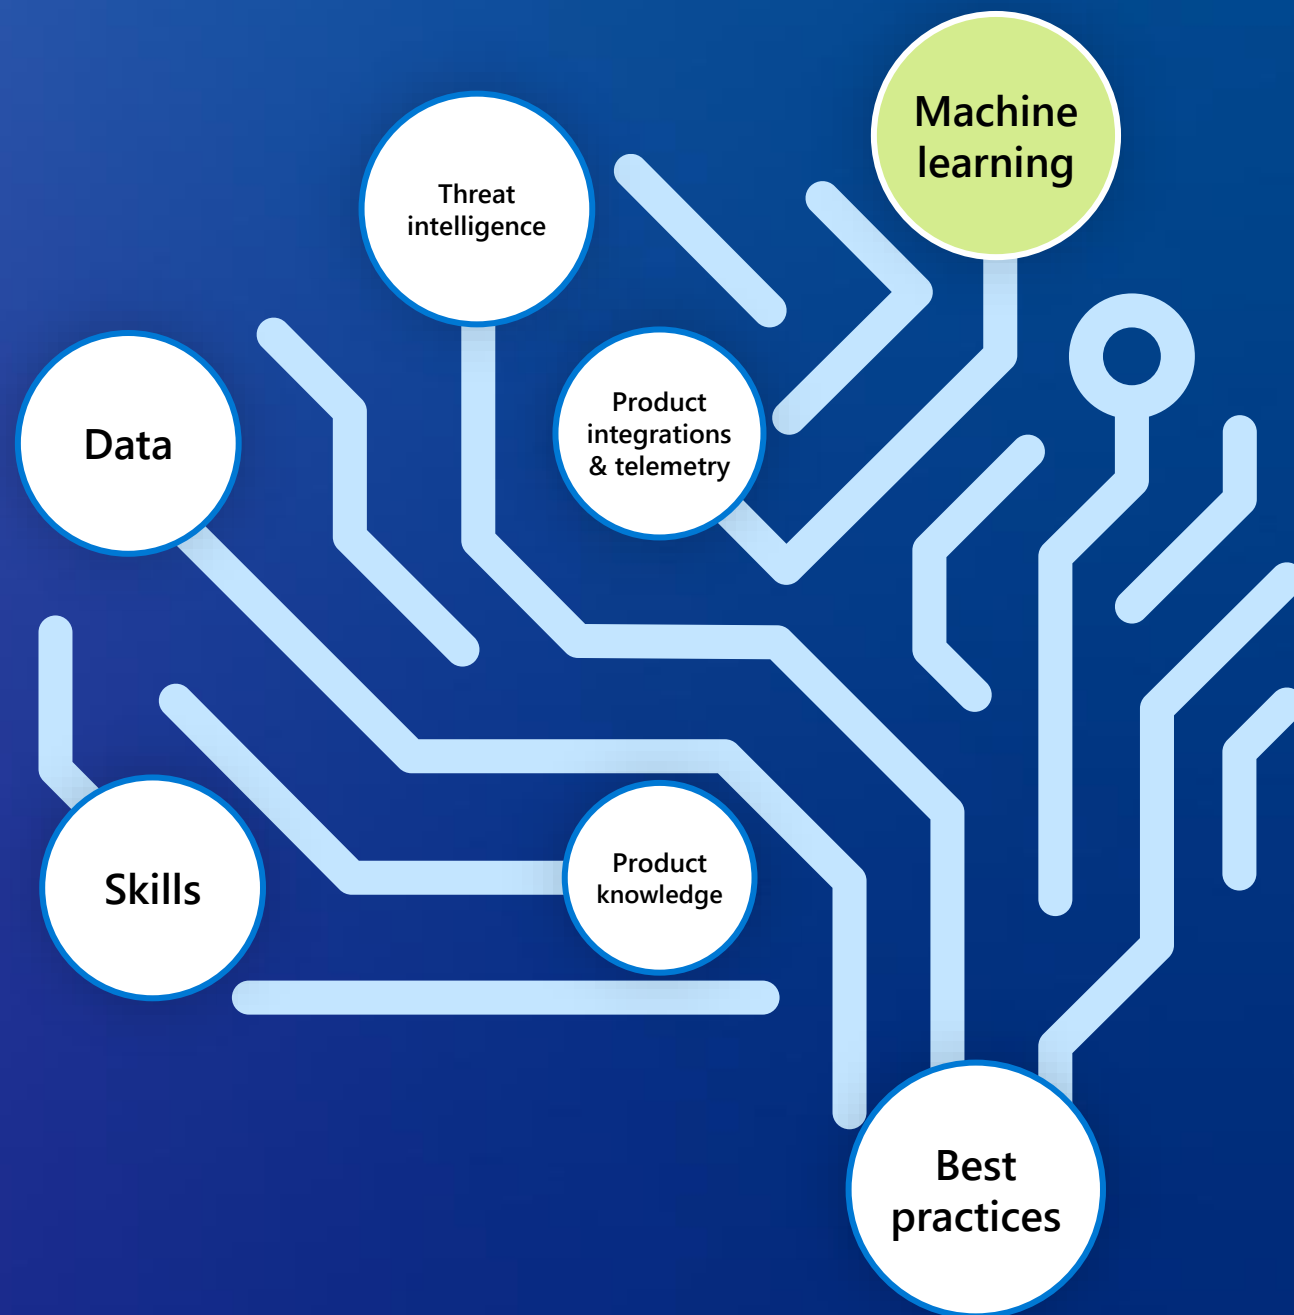 Machine
learning
Threat
intelligence
Product
integrations
& telemetry
Data
Product
knowledge
Skills
Best
practices